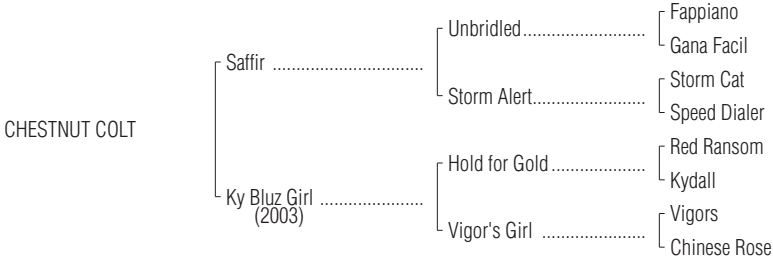 Fappiano
Unbridled..........................
Gana Facil
Saffir ................................
Storm Cat
Storm Alert........................
Speed Dialer
CHESTNUT COLT
Red Ransom
Hold for Gold....................
Kydall
Ky Bluz Girl ......................
(2003)
Vigors
Vigor's Girl ......................
Chinese Rose